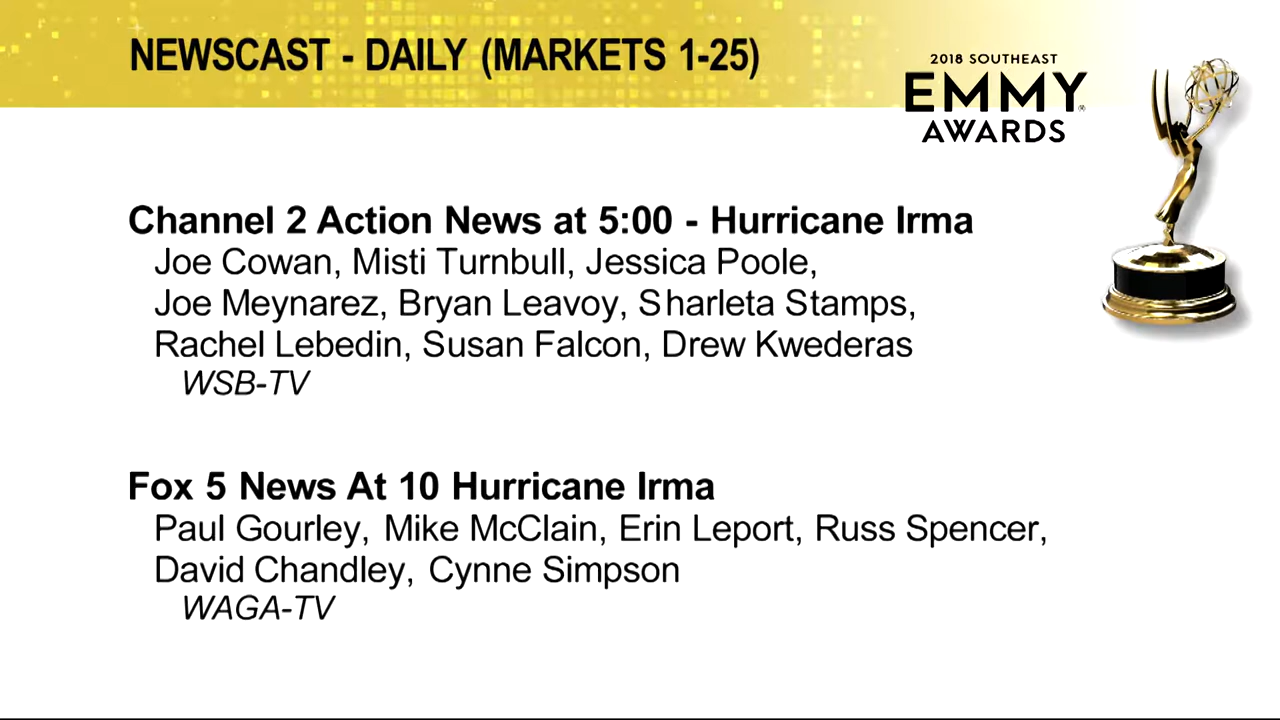 NEWSCAST - DAILY (MARKETS 1-25)
2018 SOUTHEAST
EMMY®
AWARDS
Channel 2 Action News at 5:00 - Hurricane Irma
Joe Cowan, Misti Turnbull, Jessica Poole,
Joe Meynarez, Bryan Leavoy, Sharleta Stamps,
Rachel Lebedin, Susan Falcon, Drew Kwederas
WSB-TV
Fox 5 News At 10 Hurricane Irma
Paul Gourley, Mike McClain, Erin Leport, Russ Spencer,
David Chandley, Cynne Simpson
WAGA-TV